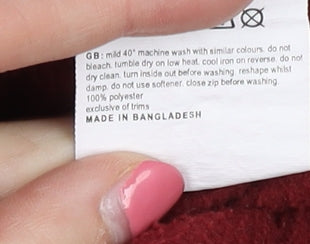 GB: mild 40° machine wash with similar colours. do not
bleach. tumble dry on low heat. cool iron on reverse. do not
dry clean. turn inside out before washing. reshape whilst
damp. do not use softener. close zip before washing.
100% polyester
exclusive of trims
MADE IN BANGLADESH